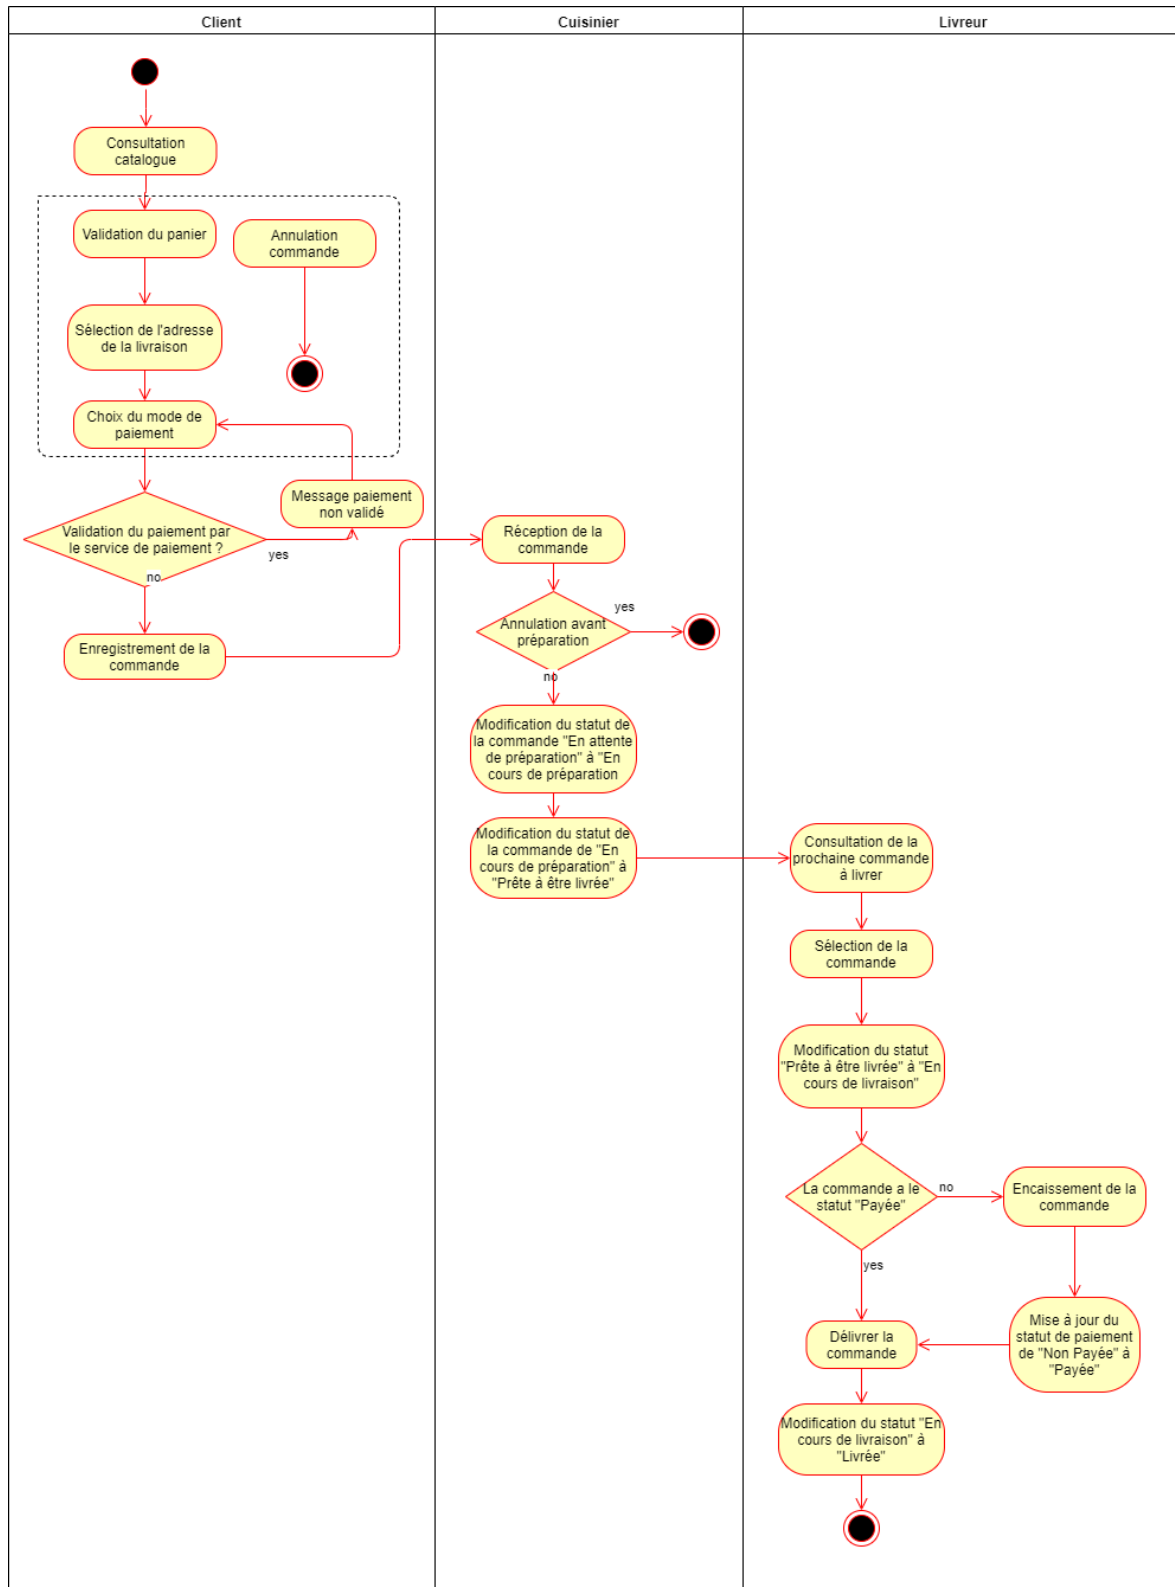 Client
Cuisinier
Livreur
Consultation
catalogue
Validation du panier
Annulation
commande
Sélection de l'adresse
de la livraison
Choix du mode de
paiement
Message paiement
non validé
Validation du paiement par
le service de paiement ?
yes
no
Enregistrement de la
commande
Réception de la
commande
Annulation avant
préparation
yes
no
Modification du statut de
la commande "En attente
de préparation" à "En
cours de préparation
Modification du statut de
la commande de "En
cours de préparation" à
"Prête à être livrée"
Consultation de la
prochaine commande
à livrer
Sélection de la
commande
Modification du statut
"Prête à être livrée" à "En
cours de livraison"
La commande a le
statut "Payée"
no
yes
Encaissement de la
commande
Mise à jour du
statut de paiement
de "Non Payée" à
"Payée"
Délivrer la
commande
Modification du statut "En
cours de livraison" à
"Livrée"